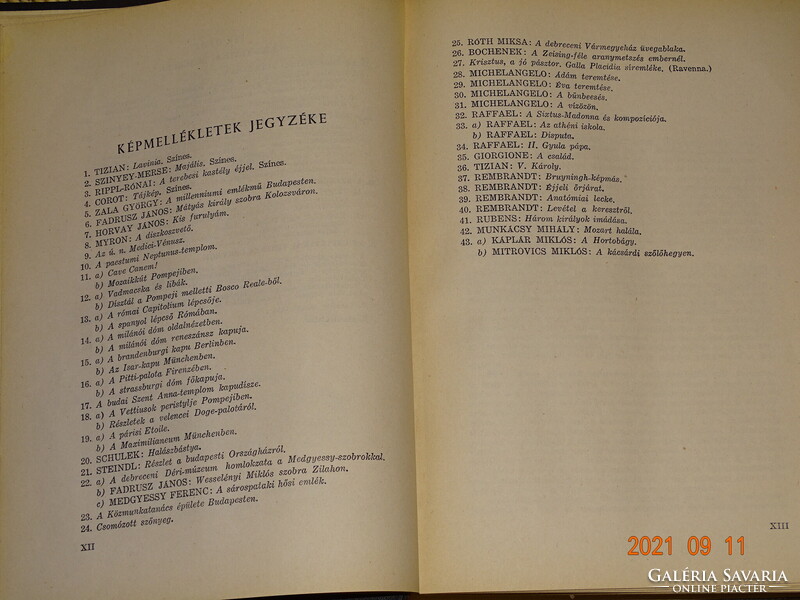 KÉPMELLÉKLETEK JEGYZÉKE
1. TIZIAN: Lavinia. Színes.
2. SZINYEY-MERSE: Majális. Színes.
3. RIPPL-RÓNAI: A terebesi kastély éjjel. Színes.
4. COROT: Tájkép. Színes.
5. ZALA GYÖRGY: A millenniumi emlékmű Budapesten.
6. FADRUSZ JÁNOS: Mátyás király szobra Kolozsváron.
7. HORVAY JÁNOS: Kis furulyám.
8. MYRON: A diszkoszvető.
9. Az ú. n. Medici-Vénusz.
10. A paestumi Neptunus-templom.
11. a) Cave Canem!
b) Mozaikkút Pompejiben.
12. a) Vadmacska és libák.
b) Dísztál a Pompeji melletti Bosco Reale-ból.
13. a) A római Capitolium lépcsője.
b) A spanyol lépcső Rómában.
14. a) A milánói dóm oldalnézetben.
b) A milánói dóm reneszánsz kapuja.
15. a) A brandenburgi kapu Berlinben.
b) Az Isar-kapu Münchenben.
16. a) A Pitti-palota Firenzében.
b) A strassburgi dóm főkapuja.
17. A budai Szent Anna-templom kapudísze.
18. a) A Vettiusok peristylje Pompejiben.
b) Részletek a velencei Doge-palotáról.
19. a) A párisi Etoile.
b) A Maximilianeum Münchenben.
20. SCHULEK: Halászbástya.
21. STEINDL: Részlet a budapesti Országházról.
22. a) A debreceni Déri-múzeum homlokzata a Medgyessy-szobrokkal.
b) FADRUSZ JÁNOS: Wesselényi Miklós szobra Zilahon.
c) MEDGYESSY FERENC: A sárospataki hősi emlék.
23. A Közmunkatanács épülete Budapesten.
24. Csomózott szőnyeg.
XII
25. RÓTH MIKSA: A debreceni Vármegyeház üvegablaka.
26. BOCHENEK: A Zeising-féle aranymetszés embernél.
27. Krisztus, a jó pásztor. Galla Placidia síremléke. (Ravenna.)
28. MICHELANGELO: Ádám teremtése.
29. MICHELANGELO: Éva teremtése.
30. MICHELANGELO: A bűnbeesés.
31. MICHELANGELO: A vízözön.
32. RAFFAEL: A Sixtus-Madonna és kompozíciója.
33. a) RAFFAEL: Az athéni iskola.
b) RAFFAEL: Disputa.
34. RAFFAEL: II. Gyula pápa.
35. GIORGIONE: A család.
36. TIZIAN: V. Károly.
37. REMBRANDT: Bruyningh-képmás.
38. REMBRANDT: Éjjeli őrjárat.
39. REMBRANDT: Anatómiai lecke.
40. REMBRANDT: Levétel a keresztről.
41. RUBENS: Három királyok imádása.
42. MUNKÁCSY MIHÁLY: Mozart halála.
43. a) KÁPLÁR MIKLÓS: A Hortobágy.
b) MITROVICS MIKLÓS: A kácsárdi szőlőhegyen.
XIII
2021 09 11
GALÉRIA SAVARIA
ONLINE PIACTÉR